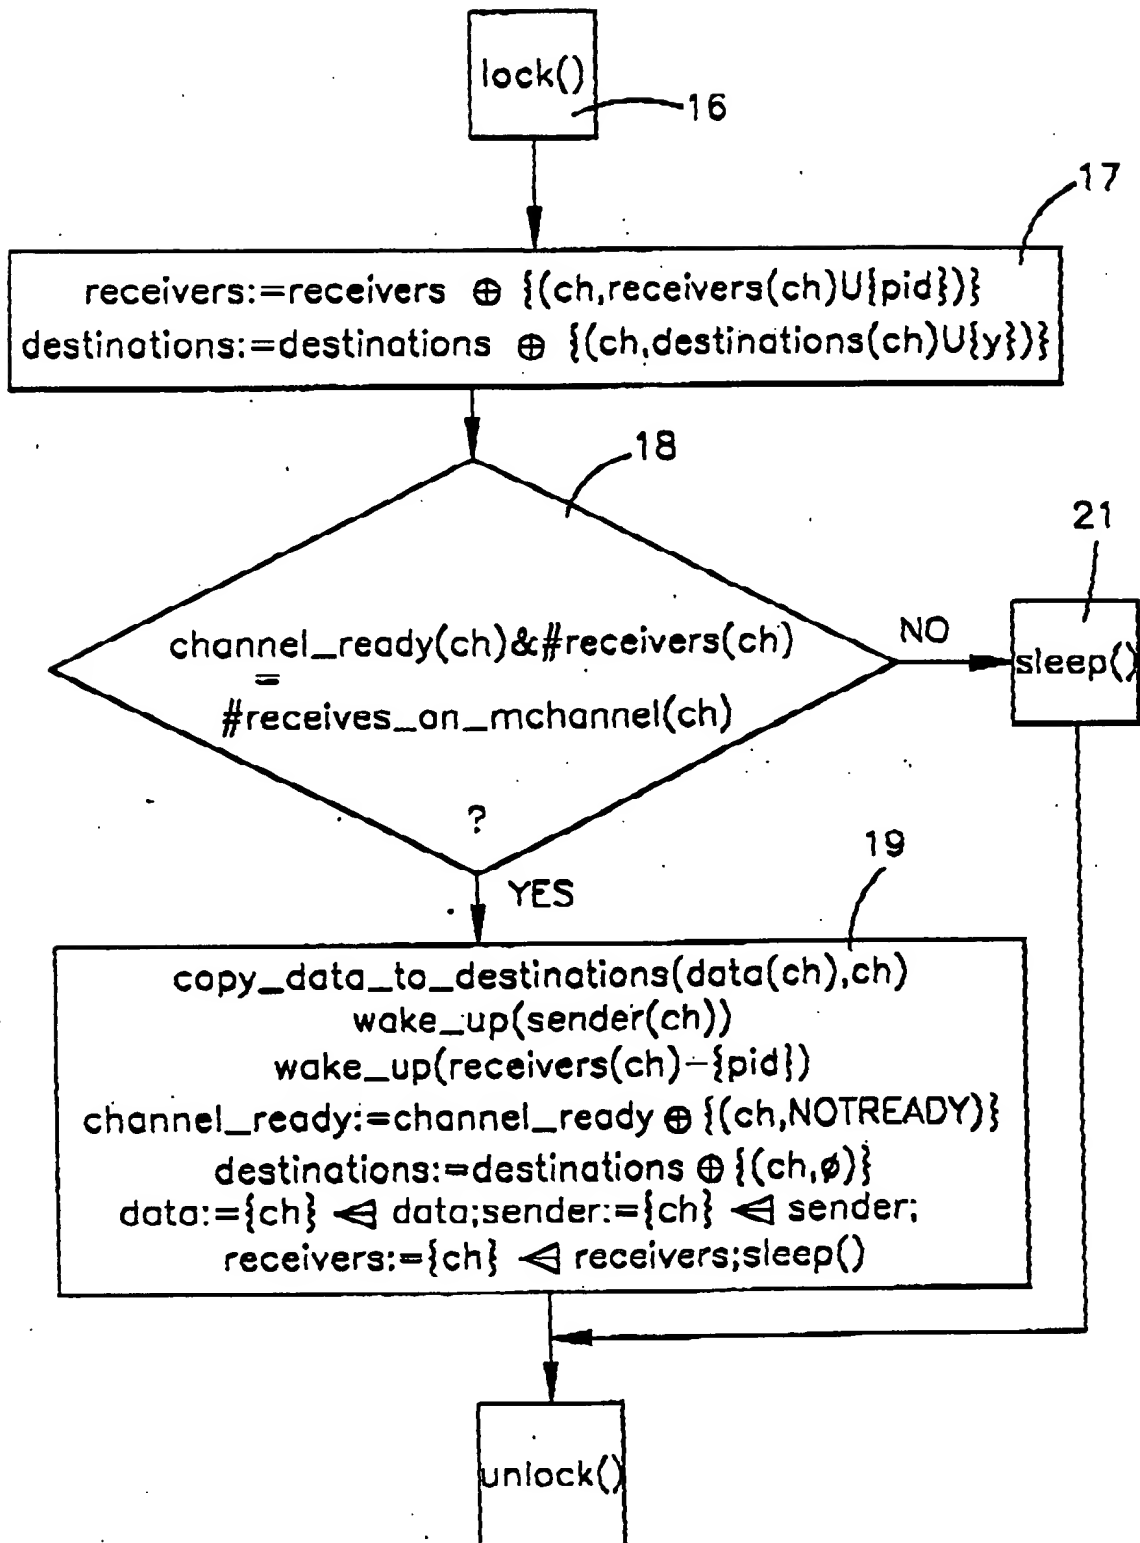 lock()
16
17
receivers:=receivers ⊕ {(ch,receivers(ch)U{pid})}
destinations:=destinations ⊕ {(ch,destinations(ch)U{y})}
18
channel_ready(ch)&#receivers(ch)
=
#receives_on_mchannel(ch)
?
NO
21
sleep()
YES
19
copy_data_to_destinations(data(ch),ch)
wake_up(sender(ch))
wake_up(receivers(ch)-{pid})
channel_ready:=channel_ready ⊕ {(ch,NOTREADY)}
destinations:=destinations ⊕ {(ch,ø)}
data:={ch} ⩤ data;sender:={ch} ⩤ sender;
receivers:={ch} ⩤ receivers;sleep()
unlock()